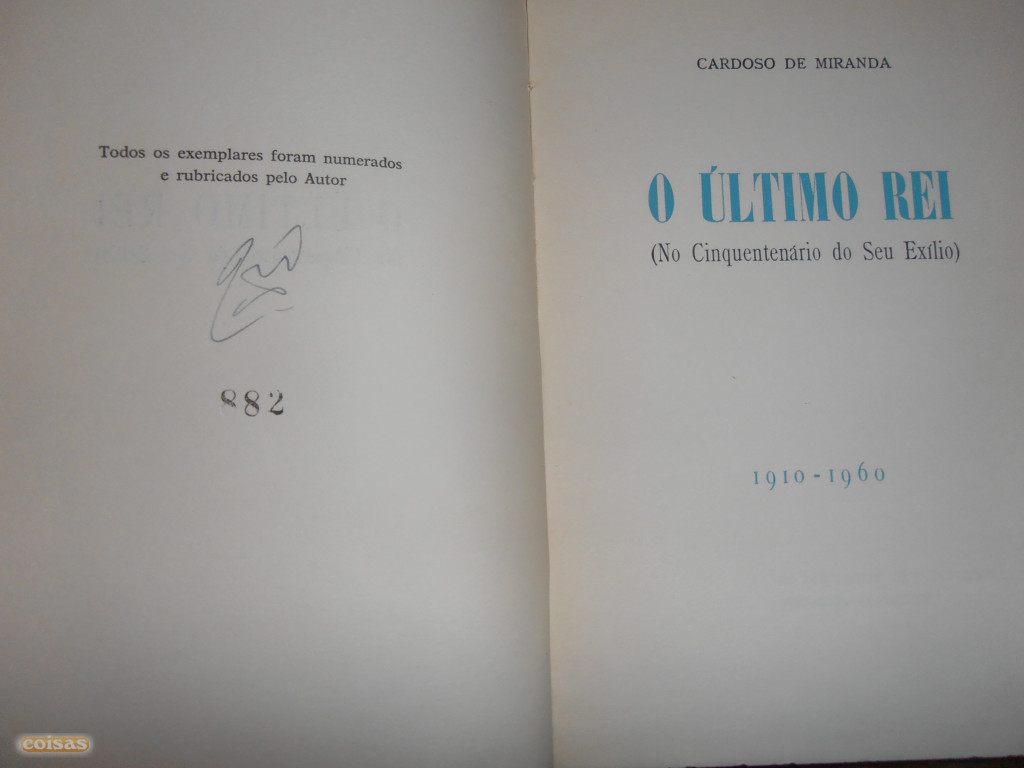 Todos os exemplares foram numerados
e rubricados pelo Autor
882
CARDOSO DE MIRANDA
O ÚLTIMO REI
(No Cinquentenário do Seu Exílio)
1910-1960
coisas